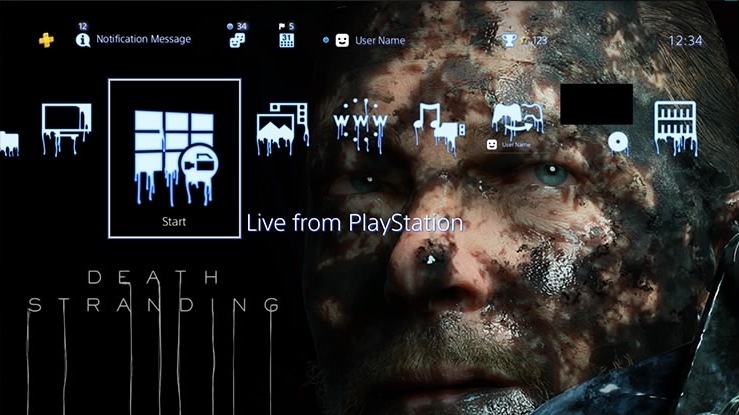 12
Notification Message
34
5
31
User Name
123
12:34
www
User Name
Start
Live from PlayStation
DEATH
STRANDING